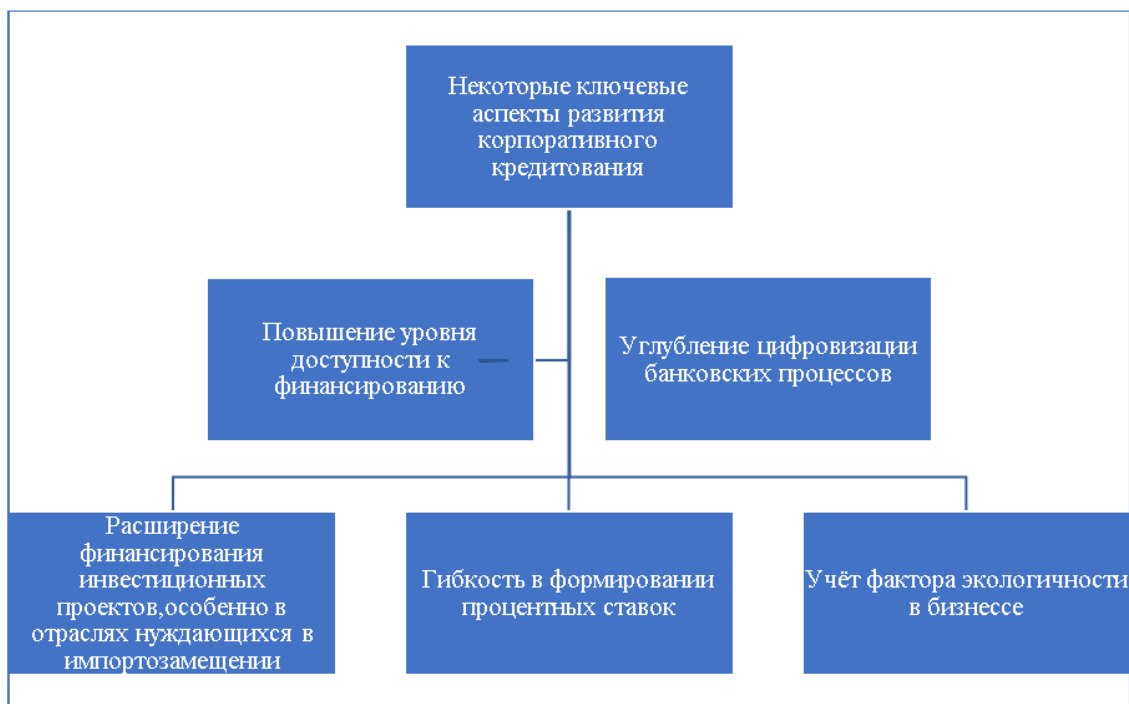 Некоторые ключевые
аспекты развития
корпоративного
кредитования
Повышение уровня
доступности к
финансированию
Углубление цифровизации
банковских процессов
Расширение
финансирования
инвестиционных
проектов,особенно в
отраслях нуждающихся в
импортозамещении
Гибкость в формировании
процентных ставок
Учёт фактора экологичности
в бизнессе